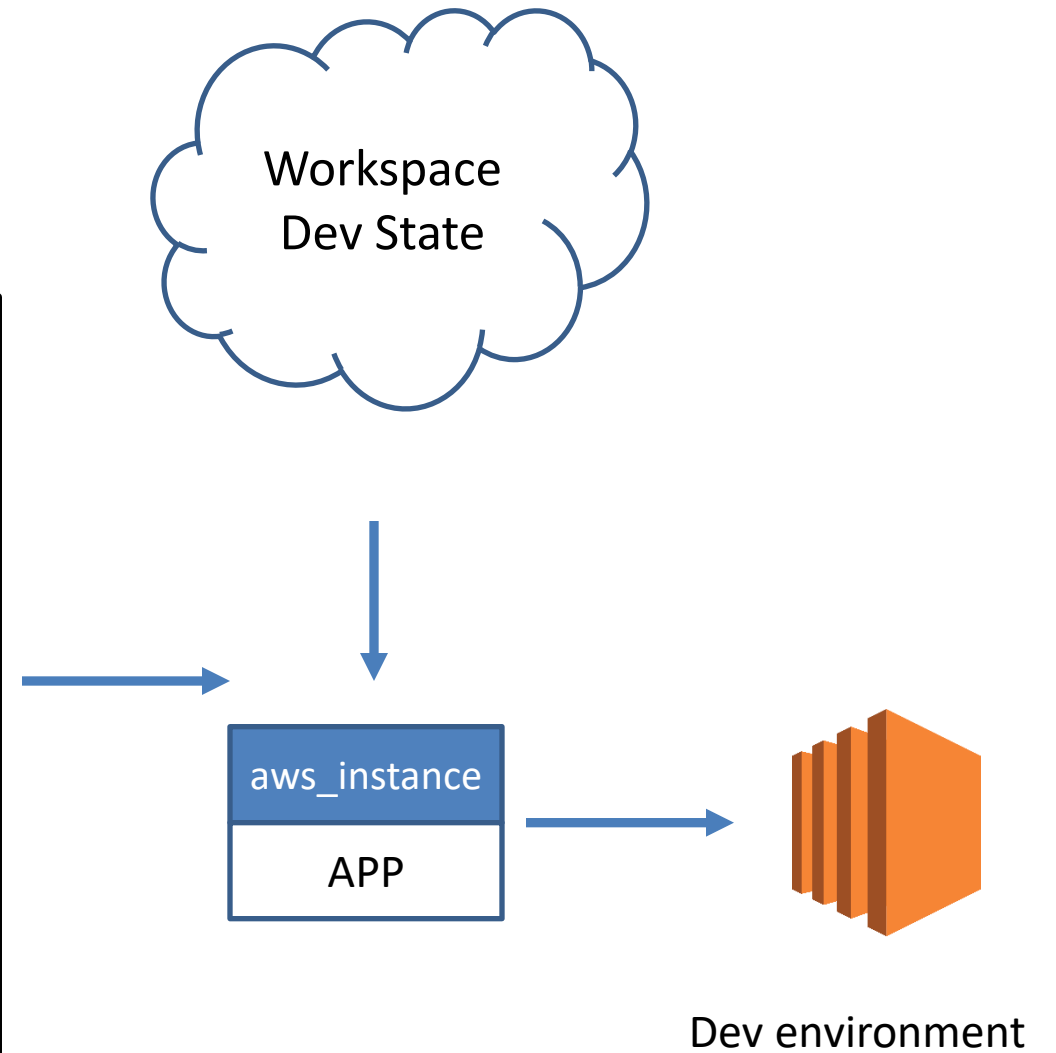 Workspace
Dev State
aws_instance
APP
Dev environment